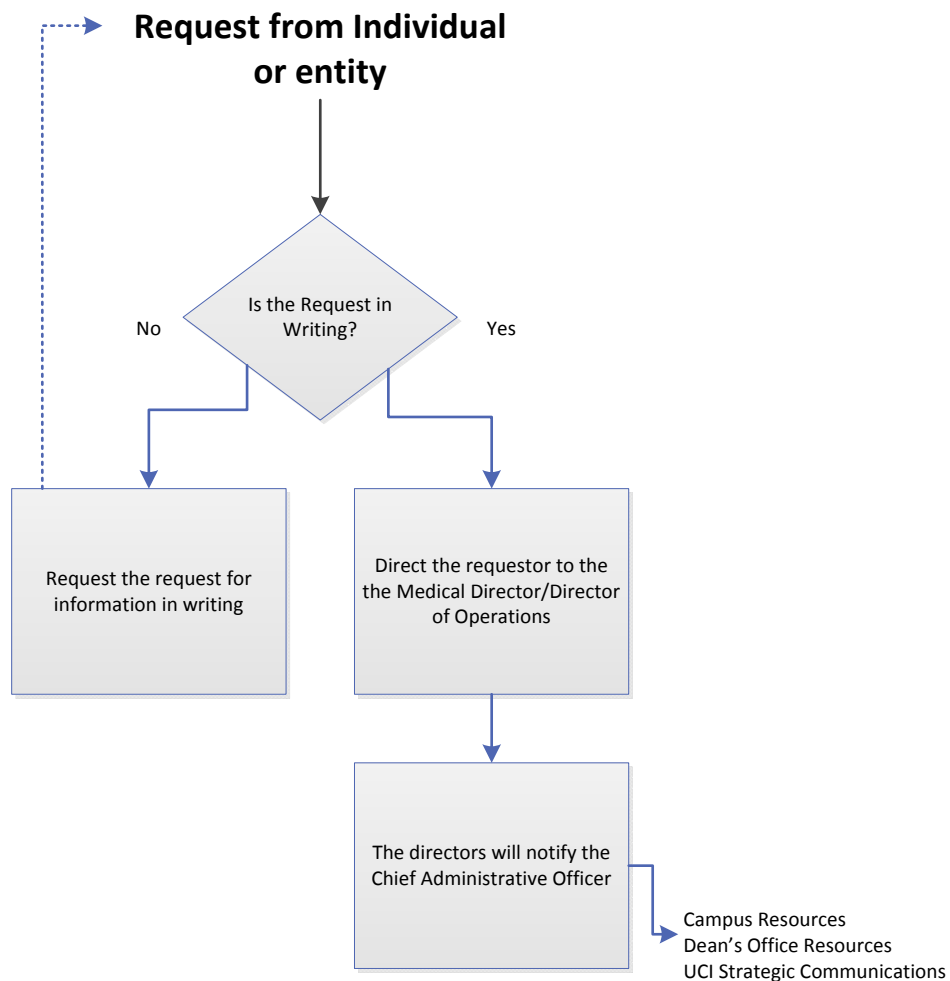 Request from Individual
or entity
Is the Request in
Writing?
No
Yes
Request the request for
information in writing
Direct the requestor to the
the Medical Director/Director
of Operations
The directors will notify the
Chief Administrative Officer
Campus Resources
Dean’s Office Resources
UCI Strategic Communications